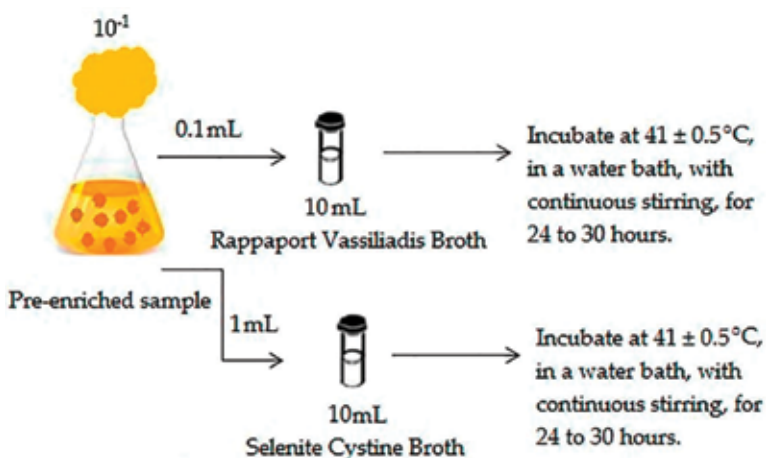 10-1
0.1mL
Incubate at 41 ± 0.5°C,
in a water bath, with
continuous stirring, for
24 to 30 hours.
10mL
Rappaport Vassiliadis Broth
Pre-enriched sample
1mL
Incubate at 41 ± 0.5°C,
in a water bath, with
continuous stirring, for
24 to 30 hours.
10mL
Selenite Cystine Broth